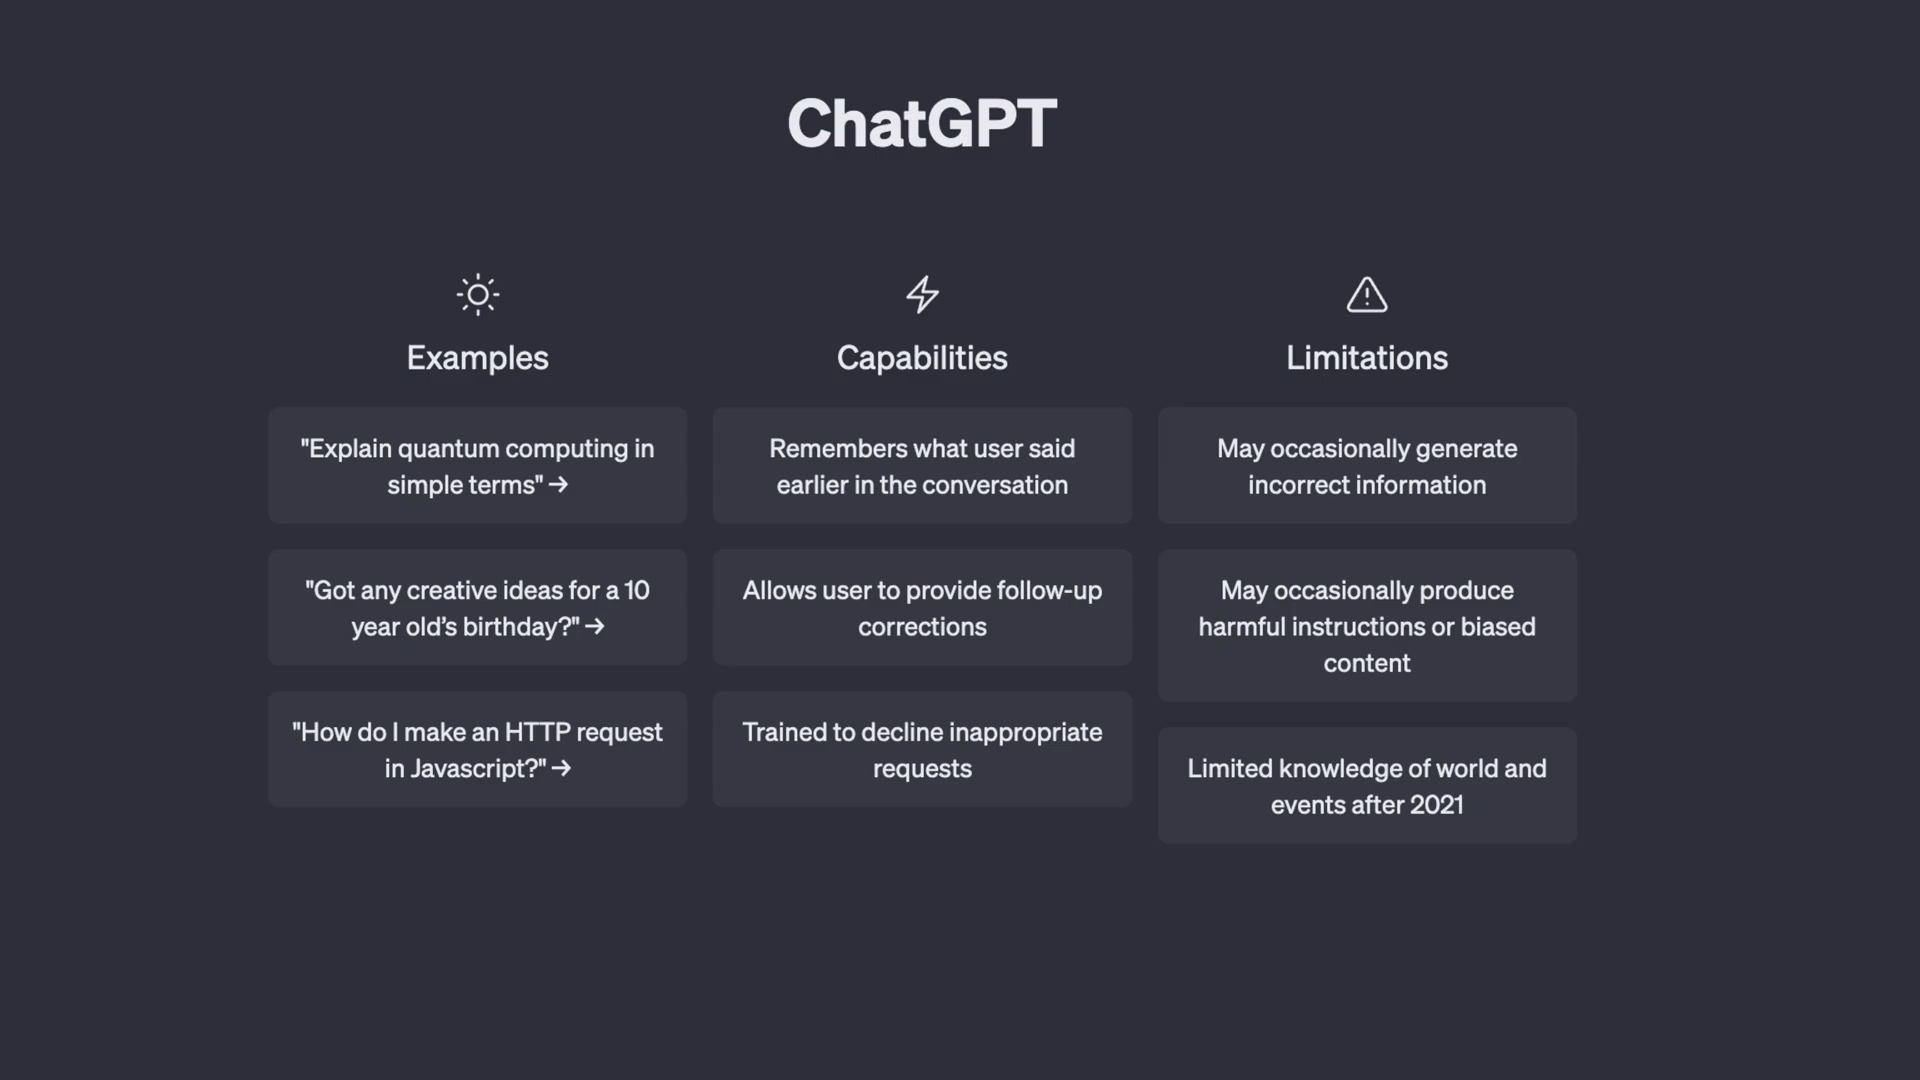 ChatGPT
Examples
"Explain quantum computing in
simple terms" →
"Got any creative ideas for a 10
year old’s birthday?" →
"How do I make an HTTP request
in Javascript?" →
Capabilities
Remembers what user said
earlier in the conversation
Allows user to provide follow-up
corrections
Trained to decline inappropriate
requests
Limitations
May occasionally generate
incorrect information
May occasionally produce
harmful instructions or biased
content
Limited knowledge of world and
events after 2021